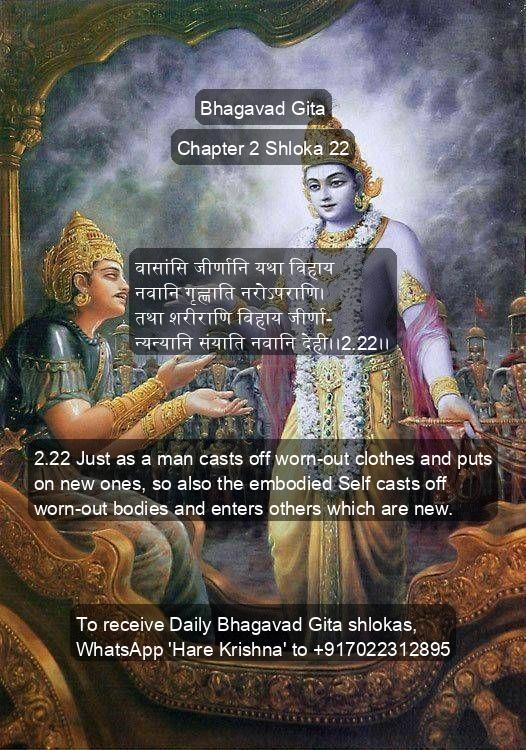 Bhagavad Gita
Chapter 2 Shloka 22
वासांसि जीर्णानि यथा विहाय
नवानि गृह्णाति नरोऽपराणि।
तथा शरीराणि विहाय जीर्णा-
न्यन्यानि संयाति नवानि देही।।2.22।।
2.22 Just as a man casts off worn-out clothes and puts
on new ones, so also the embodied Self casts off
worn-out bodies and enters others which are new.
To receive Daily Bhagavad Gita shlokas,
WhatsApp 'Hare Krishna' to +917022312895